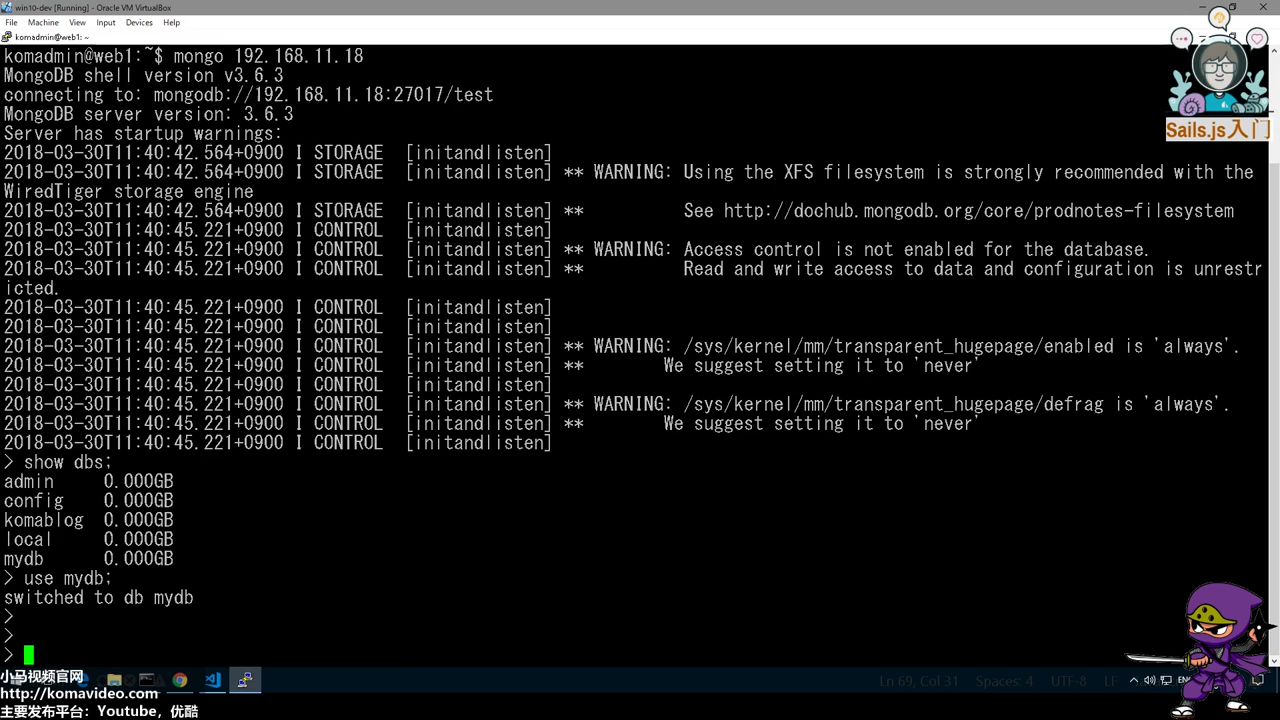 win10-dev [Running] - Oracle VM VirtualBox
File Machine View Input Devices Help
komadmin@web1: ~
komadmin@web1:~$ mongo 192.168.11.18
MongoDB shell version v3.6.3
connecting to: mongodb://192.168.11.18:27017/test
MongoDB server version: 3.6.3
Server has startup warnings:
2018-03-30T11:40:42.564+0900 I STORAGE  [initandlisten]
2018-03-30T11:40:42.564+0900 I STORAGE  [initandlisten] ** WARNING: Using the XFS filesystem is strongly recommended with the
WiredTiger storage engine
2018-03-30T11:40:42.564+0900 I STORAGE  [initandlisten] **          See http://dochub.mongodb.org/core/prodnotes-filesystem
2018-03-30T11:40:45.221+0900 I CONTROL  [initandlisten]
2018-03-30T11:40:45.221+0900 I CONTROL  [initandlisten] ** WARNING: Access control is not enabled for the database.
2018-03-30T11:40:45.221+0900 I CONTROL  [initandlisten] **          Read and write access to data and configuration is unrestr
icted.
2018-03-30T11:40:45.221+0900 I CONTROL  [initandlisten]
2018-03-30T11:40:45.221+0900 I CONTROL  [initandlisten]
2018-03-30T11:40:45.221+0900 I CONTROL  [initandlisten] ** WARNING: /sys/kernel/mm/transparent_hugepage/enabled is 'always'.
2018-03-30T11:40:45.221+0900 I CONTROL  [initandlisten] **        We suggest setting it to 'never'
2018-03-30T11:40:45.221+0900 I CONTROL  [initandlisten]
2018-03-30T11:40:45.221+0900 I CONTROL  [initandlisten] ** WARNING: /sys/kernel/mm/transparent_hugepage/defrag is 'always'.
2018-03-30T11:40:45.221+0900 I CONTROL  [initandlisten] **        We suggest setting it to 'never'
2018-03-30T11:40:45.221+0900 I CONTROL  [initandlisten]
> show dbs;
admin     0.000GB
config    0.000GB
komablog  0.000GB
local     0.000GB
mydb      0.000GB
> use mydb;
switched to db mydb
>
>
>
Sails.js入门
小马视频官网
http://komavideo.com
主要发布平台：Youtube，优酷
Ln 69, Col 31 Spaces: 4 UTF-8 LF
ENG